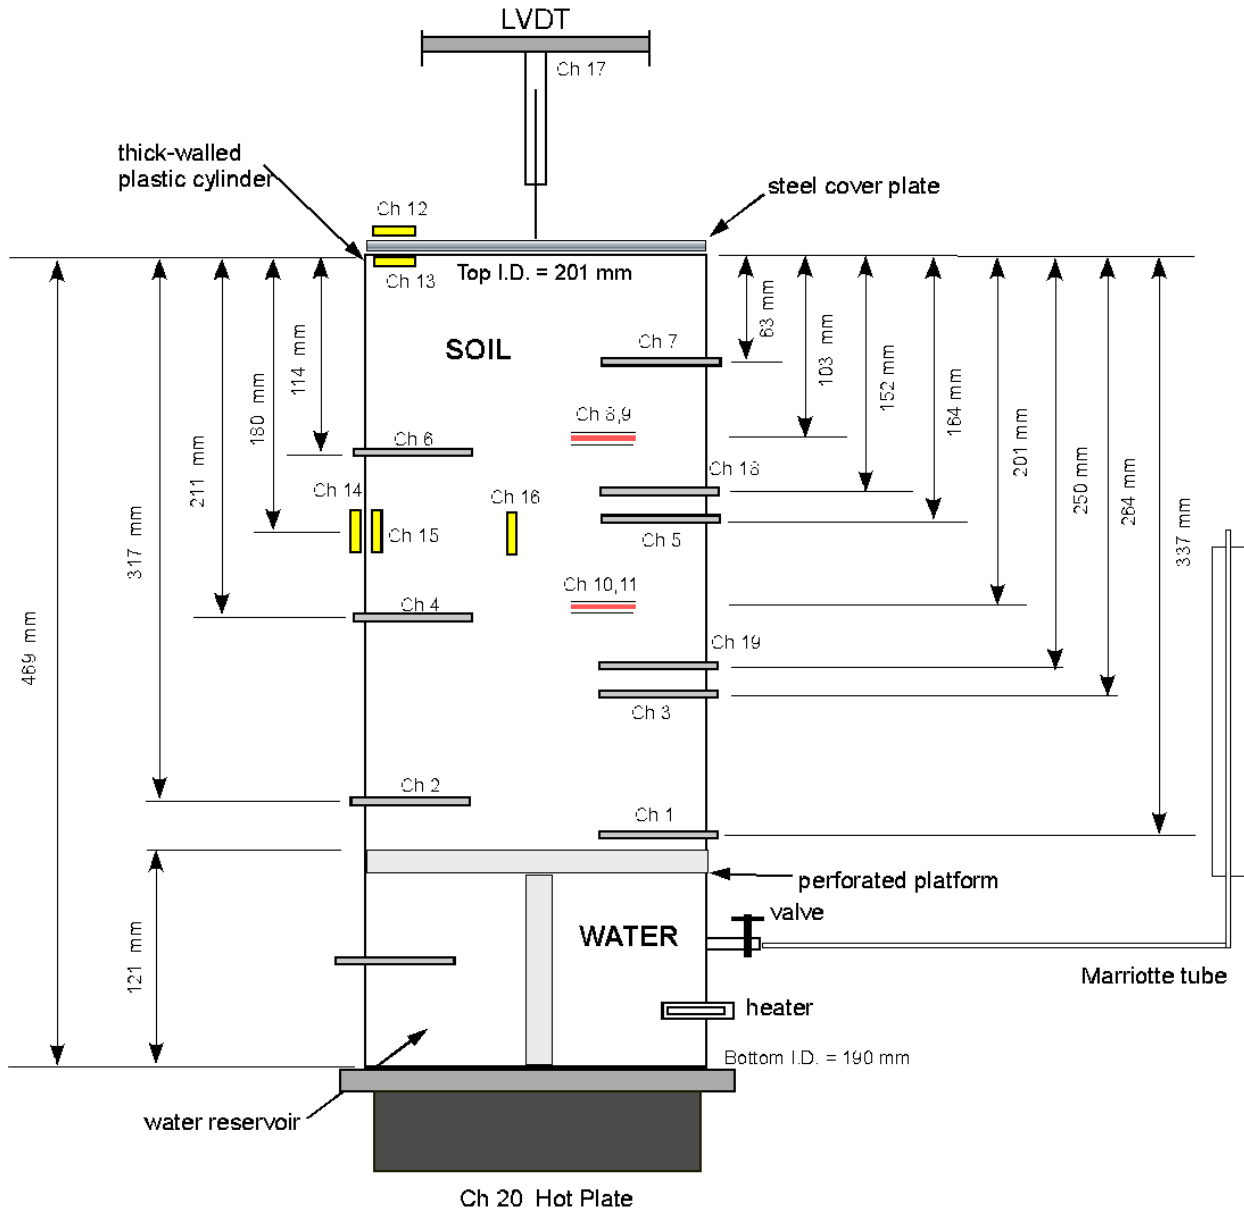 LVDT
Ch 17
thick-walled
plastic cylinder
steel cover plate
Ch 12
Top I.D. = 201 mm
Ch 13
SOIL
Ch 7
63 mm
103 mm
152 mm
164 mm
201 mm
250 mm
264 mm
337 mm
114 mm
180 mm
211 mm
317 mm
469 mm
Ch 8,9
Ch 6
Ch 18
Ch 14
Ch 16
Ch 15
Ch 5
Ch 10,11
Ch 4
Ch 19
Ch 3
Ch 2
Ch 1
perforated platform
valve
WATER
121 mm
Marriotte tube
heater
Bottom I.D. = 190 mm
water reservoir
Ch 20 Hot Plate